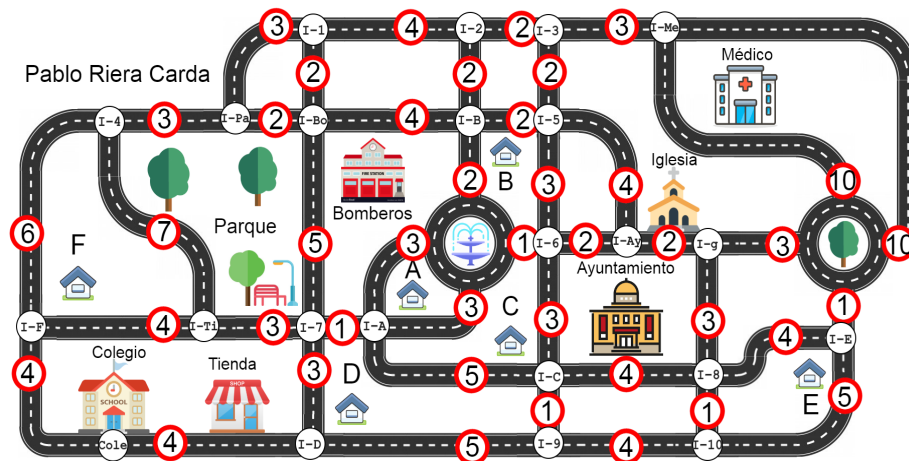 3 I-1 4 I-2 2 I-3 3 I-Me
Pablo Riera Carda
2 2 2
Médico
I-4 3 I-Pa 2 I-Bo 4 I-B 2 I-5
Bomberos
B
Iglesia
2 3 4 10
6 7 Parque 5
F
3 1 I-6 2 I-Ay 2 I-g 3 10
A
Ayuntamiento
3 C 3 3 1
I-F 4 I-Ti 3 I-7 1 I-A
4 I-E
Colegio Tienda D
4 3 5 I-C 4 I-8
SCHOOL SHOP
E 5
1 1
Cole 4 I-D 5 I-9 4 I-10